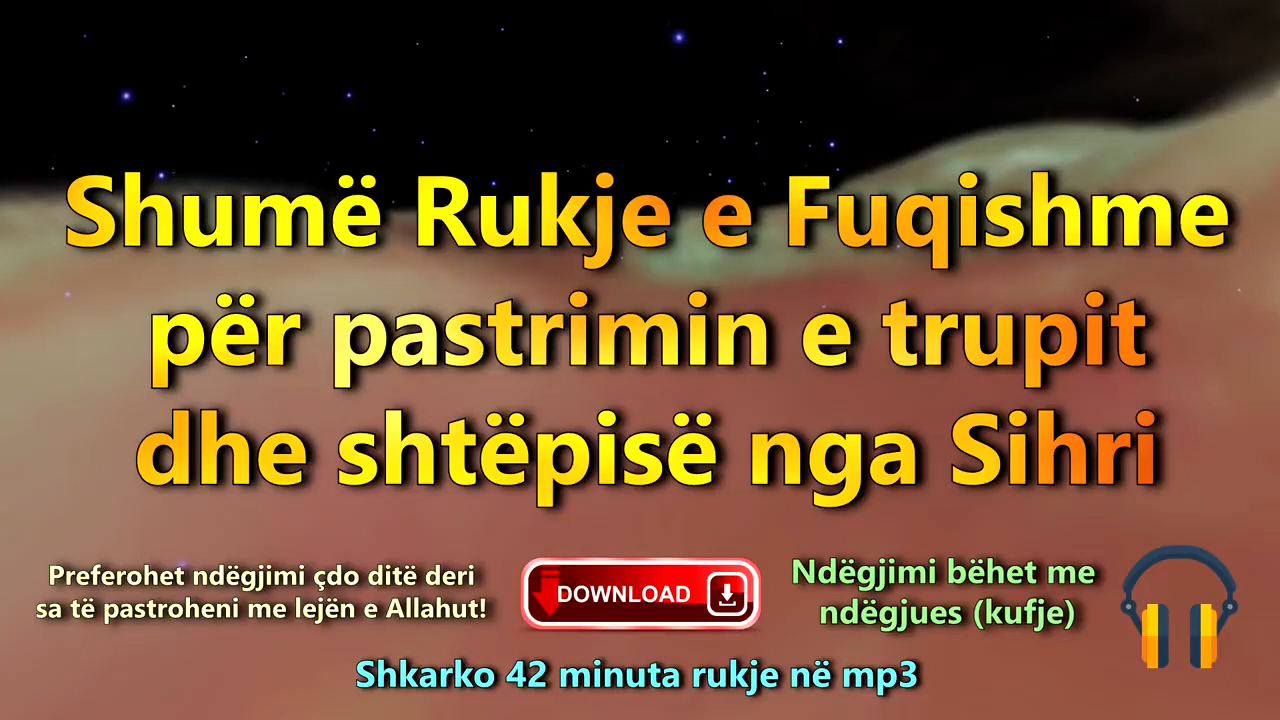 Shumë Rukje e Fuqishme
për pastrimin e trupit
dhe shtëpisë nga Sihri
Preferohet ndëgjimi çdo ditë deri
sa të pastroheni me lejën e Allahut!
DOWNLOAD
Ndëgjimi bëhet me
ndëgjues (kufje)
Shkarko 42 minuta rukje në mp3